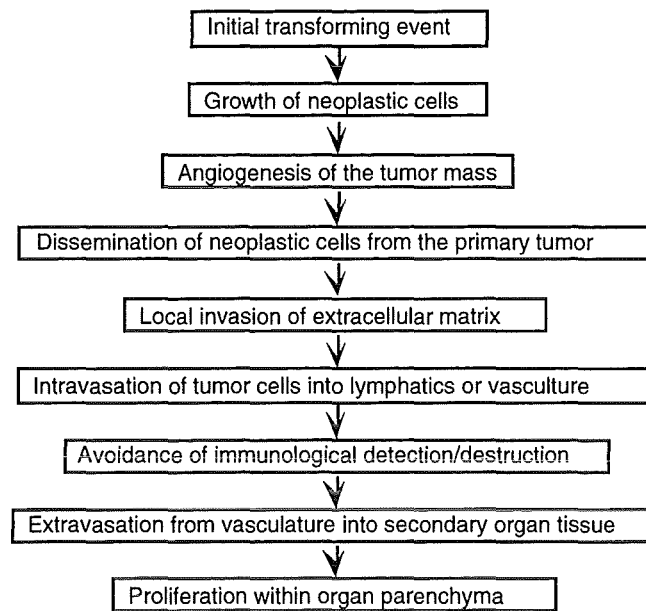 Initial transforming event
Growth of neoplastic cells
Angiogenesis of the tumor mass
Dissemination of neoplastic cells from the primary tumor
Local invasion of extracellular matrix
Intravasation of tumor cells into lymphatics or vasculature
Avoidance of immunological detection/destruction
Extravasation from vasculature into secondary organ tissue
Proliferation within organ parenchyma